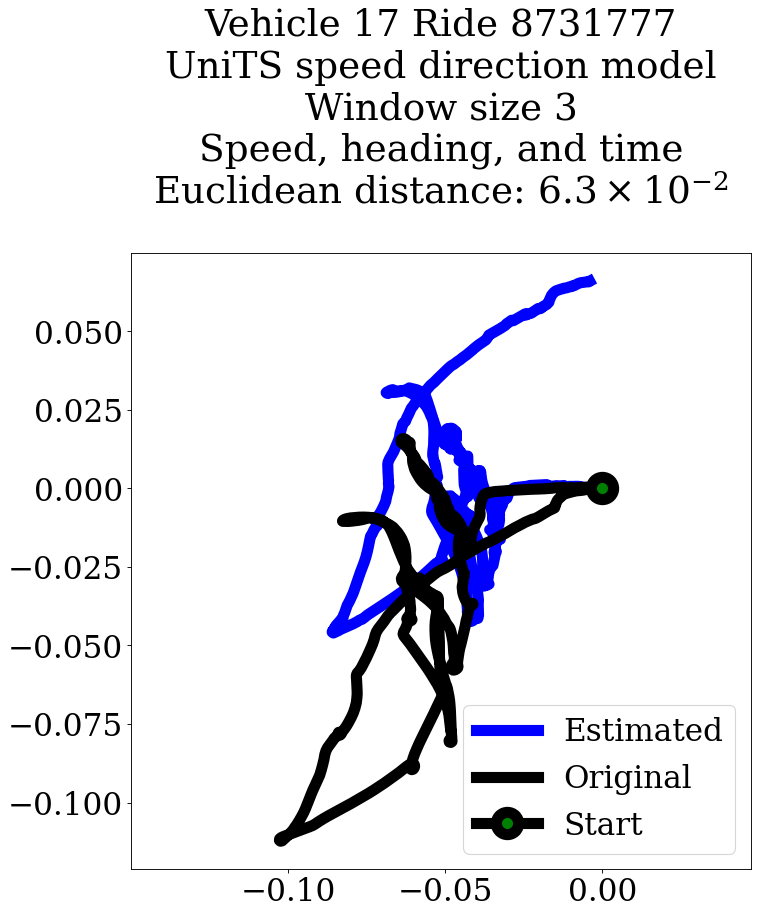 Vehicle 17 Ride 8731777
UniTS speed direction model
Window size 3
Speed, heading, and time
Euclidean distance: 6.3 × 10⁻²
0.050
0.025
0.000
−0.025
−0.050
−0.075
−0.100
Estimated
Original
Start
−0.10 −0.05 0.00